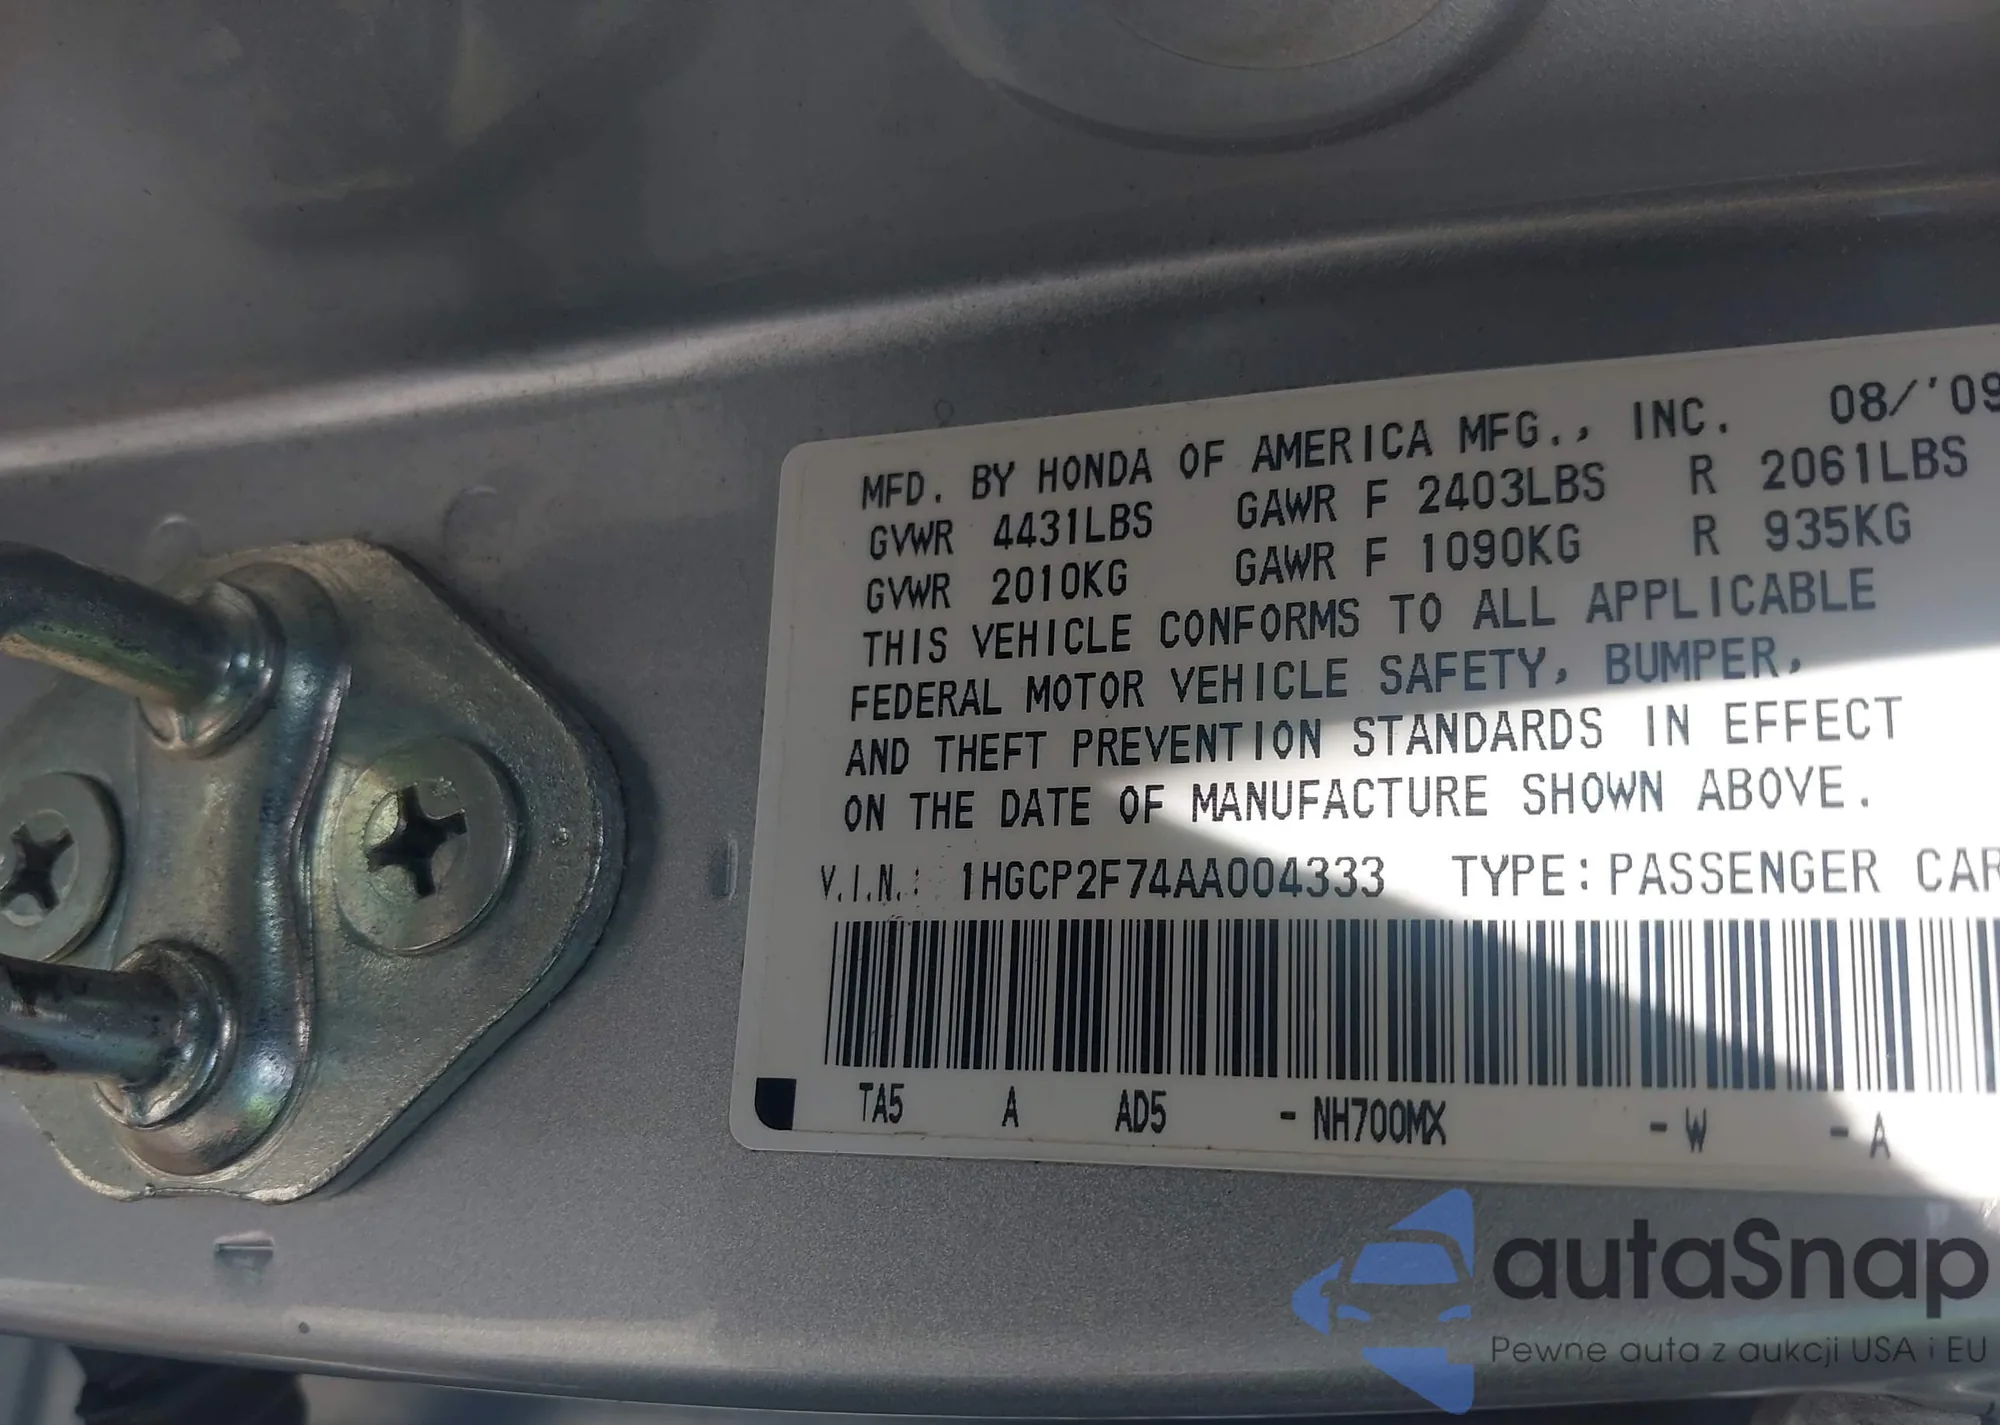 MFD. BY HONDA OF AMERICA MFG., INC. 08/'09
GVWR 4431LBS GAWR F 2403LBS R 2061LBS
GVWR 2010KG GAWR F 1090KG R 935KG
THIS VEHICLE CONFORMS TO ALL APPLICABLE
FEDERAL MOTOR VEHICLE SAFETY, BUMPER,
AND THEFT PREVENTION STANDARDS IN EFFECT
ON THE DATE OF MANUFACTURE SHOWN ABOVE.
V.I.N.: 1HGCP2F74AA004333 TYPE:PASSENGER CAR
TA5 A AD5 -NH700MX -W -A
autaSnap
Pewne auta z aukcji USA i EU